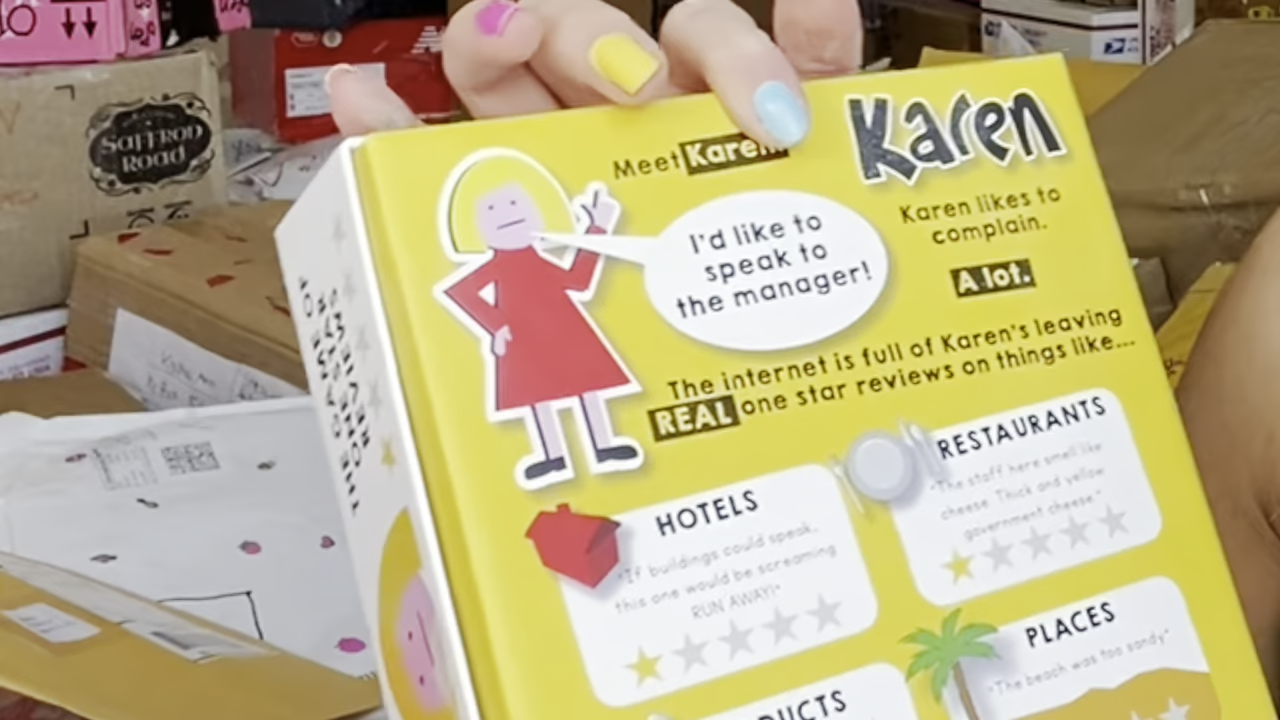 Saffron
Road
Meet Karen.
Karen
I'd like to
speak to
the manager!
Karen likes to
complain.
A lot.
The internet is full of Karen's leaving
REAL one star reviews on things like...
HOTELS
"If buildings could speak,
this one would be screaming
RUN AWAY!"
RESTAURANTS
"The staff here smell like
cheese. Thick and yellow
government cheese."
PLACES
"The beach was too sandy"